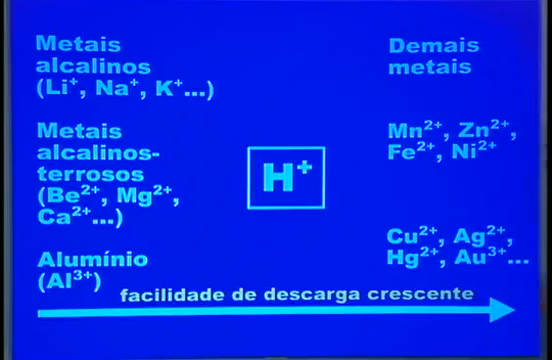 Metais
alcalinos
(Li⁺, Na⁺, K⁺...)
Metais
alcalinos-
terrosos
(Be²⁺, Mg²⁺,
Ca²⁺...)
Alumínio
(Al³⁺)
H⁺
Demais
metais
Mn²⁺, Zn²⁺,
Fe²⁺, Ni²⁺
Cu²⁺, Ag²⁺,
Hg²⁺, Au³⁺...
facilidade de descarga crescente